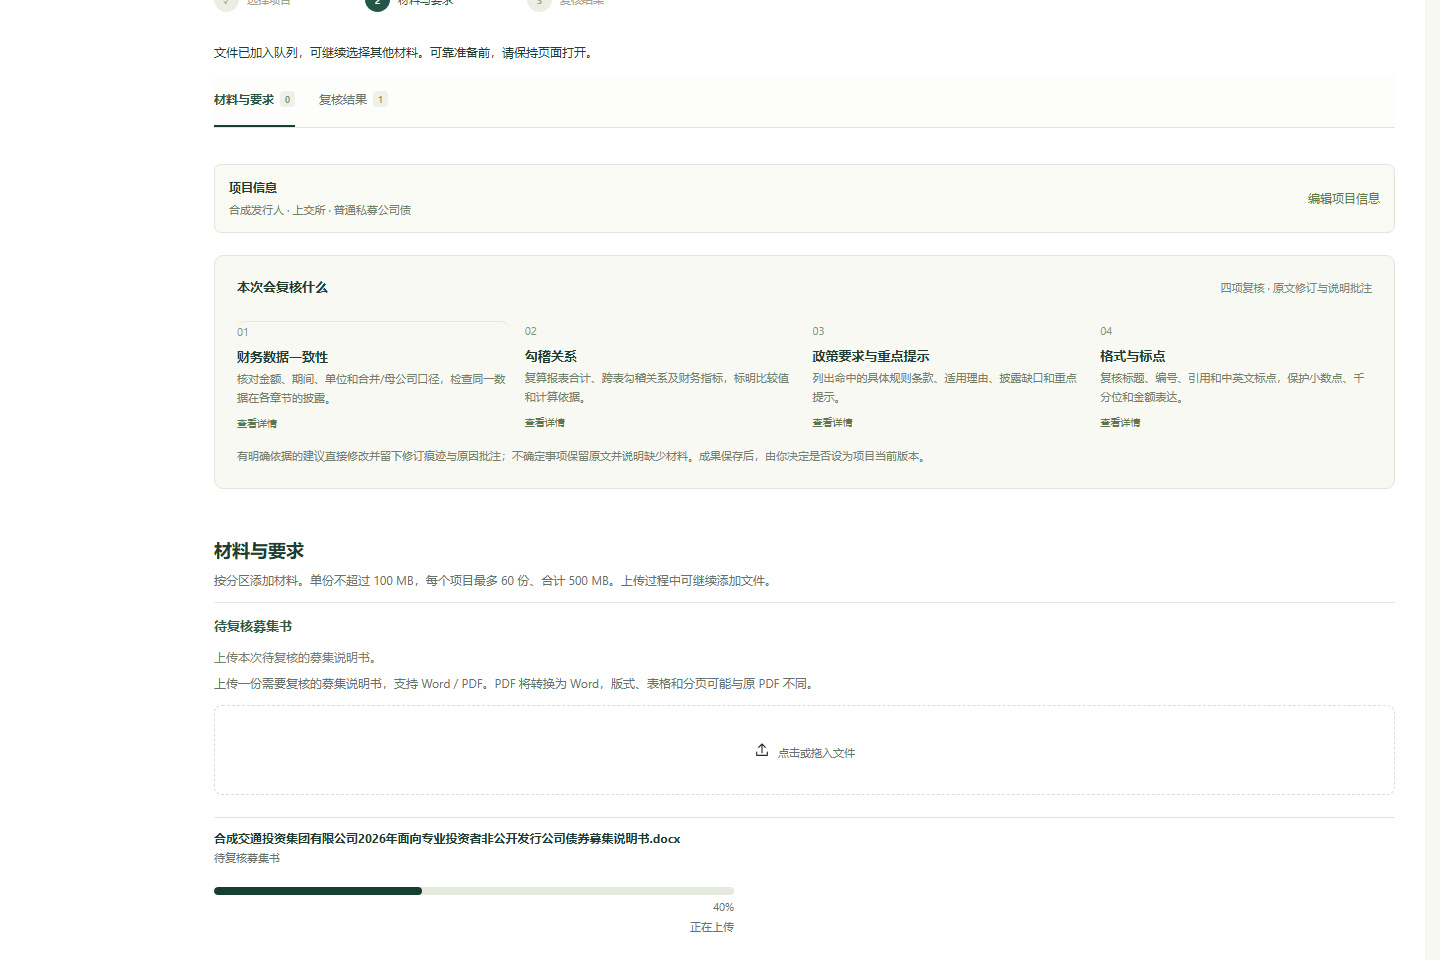 选择项目
2 材料与要求
3 复核结果
文件已加入队列，可继续选择其他材料。可靠准备前，请保持页面打开。
材料与要求 0 复核结果 1
项目信息
合成发行人 · 上交所 · 普通私募公司债
编辑项目信息
本次会复核什么
四项复核 · 原文修订与说明批注
01
财务数据一致性
核对金额、期间、单位和合并/母公司口径，检查同一数
据在各章节的披露。
查看详情
02
勾稽关系
复算报表合计、跨表勾稽关系及财务指标，标明比较值
和计算依据。
查看详情
03
政策要求与重点提示
列出命中的具体规则条款、适用理由、披露缺口和重点
提示。
查看详情
04
格式与标点
复核标题、编号、引用和中英文标点，保护小数点、千
分位和金额表达。
查看详情
有明确依据的建议直接修改并留下修订痕迹与原因批注；不确定事项保留原文并说明缺少材料。成果保存后，由你决定是否设为项目当前版本。
材料与要求
按分区添加材料。单份不超过 100 MB，每个项目最多 60 份、合计 500 MB。上传过程中可继续添加文件。
待复核募集书
上传本次待复核的募集说明书。
上传一份需要复核的募集说明书，支持 Word / PDF。PDF 将转换为 Word，版式、表格和分页可能与原 PDF 不同。
点击或拖入文件
合成交通投资集团有限公司2026年面向专业投资者非公开发行公司债券募集说明书.docx
待复核募集书
40%
正在上传